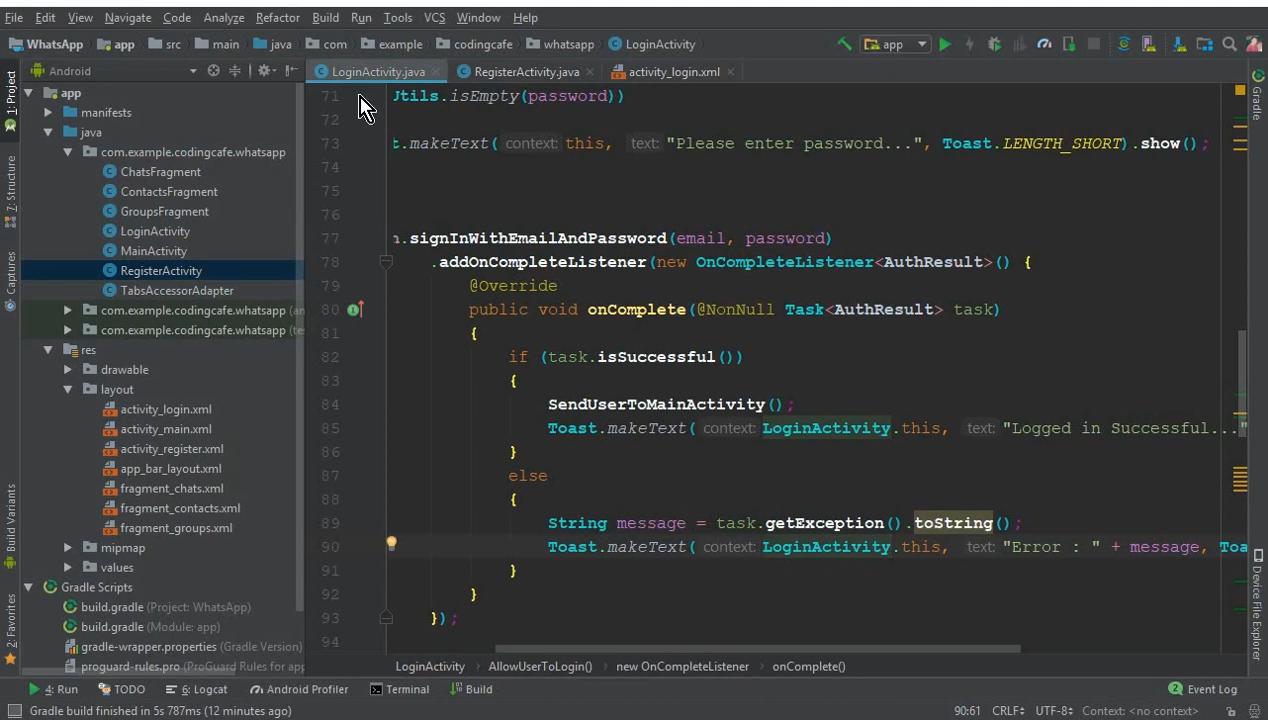 File Edit View Navigate Code Analyze Refactor Build Run Tools VCS Window Help
WhatsApp app src main java com example codingcafe whatsapp LoginActivity app
Android LoginActivity.java RegisterActivity.java activity_login.xml
1: Project
7: Structure
Captures
Build Variants
2: Favorites
app
manifests
java
com.example.codingcafe.whatsapp
ChatsFragment
ContactsFragment
GroupsFragment
LoginActivity
MainActivity
RegisterActivity
TabsAccessorAdapter
com.example.codingcafe.whatsapp (an
com.example.codingcafe.whatsapp (te
res
drawable
layout
activity_login.xml
activity_main.xml
activity_register.xml
app_bar_layout.xml
fragment_chats.xml
fragment_contacts.xml
fragment_groups.xml
mipmap
values
Gradle Scripts
build.gradle (Project: WhatsApp)
build.gradle (Module: app)
gradle-wrapper.properties (Gradle Version)
proguard-rules.pro (ProGuard Rules for app
71 Utils.isEmpty(password))
72
73 t.makeText( context: this, text: "Please enter password...", Toast.LENGTH_SHORT).show();
74
75
76
77 .signInWithEmailAndPassword(email, password)
78 .addOnCompleteListener(new OnCompleteListener<AuthResult>() {
79 @Override
80 public void onComplete(@NonNull Task<AuthResult> task)
81 {
82 if (task.isSuccessful())
83 {
84 SendUserToMainActivity();
85 Toast.makeText( context: LoginActivity.this, text: "Logged in Successful..."
86 }
87 else
88 {
89 String message = task.getException().toString();
90 Toast.makeText( context: LoginActivity.this, text: "Error : " + message, Toa
91 }
92 }
93 });
94
LoginActivity AllowUserToLogin() new OnCompleteListener onComplete()
Gradle
Device File Explorer
4: Run TODO 6: Logcat Android Profiler Terminal Build 2 Event Log
Gradle build finished in 5s 787ms (12 minutes ago) 90:61 CRLF UTF-8 Context: <no context>